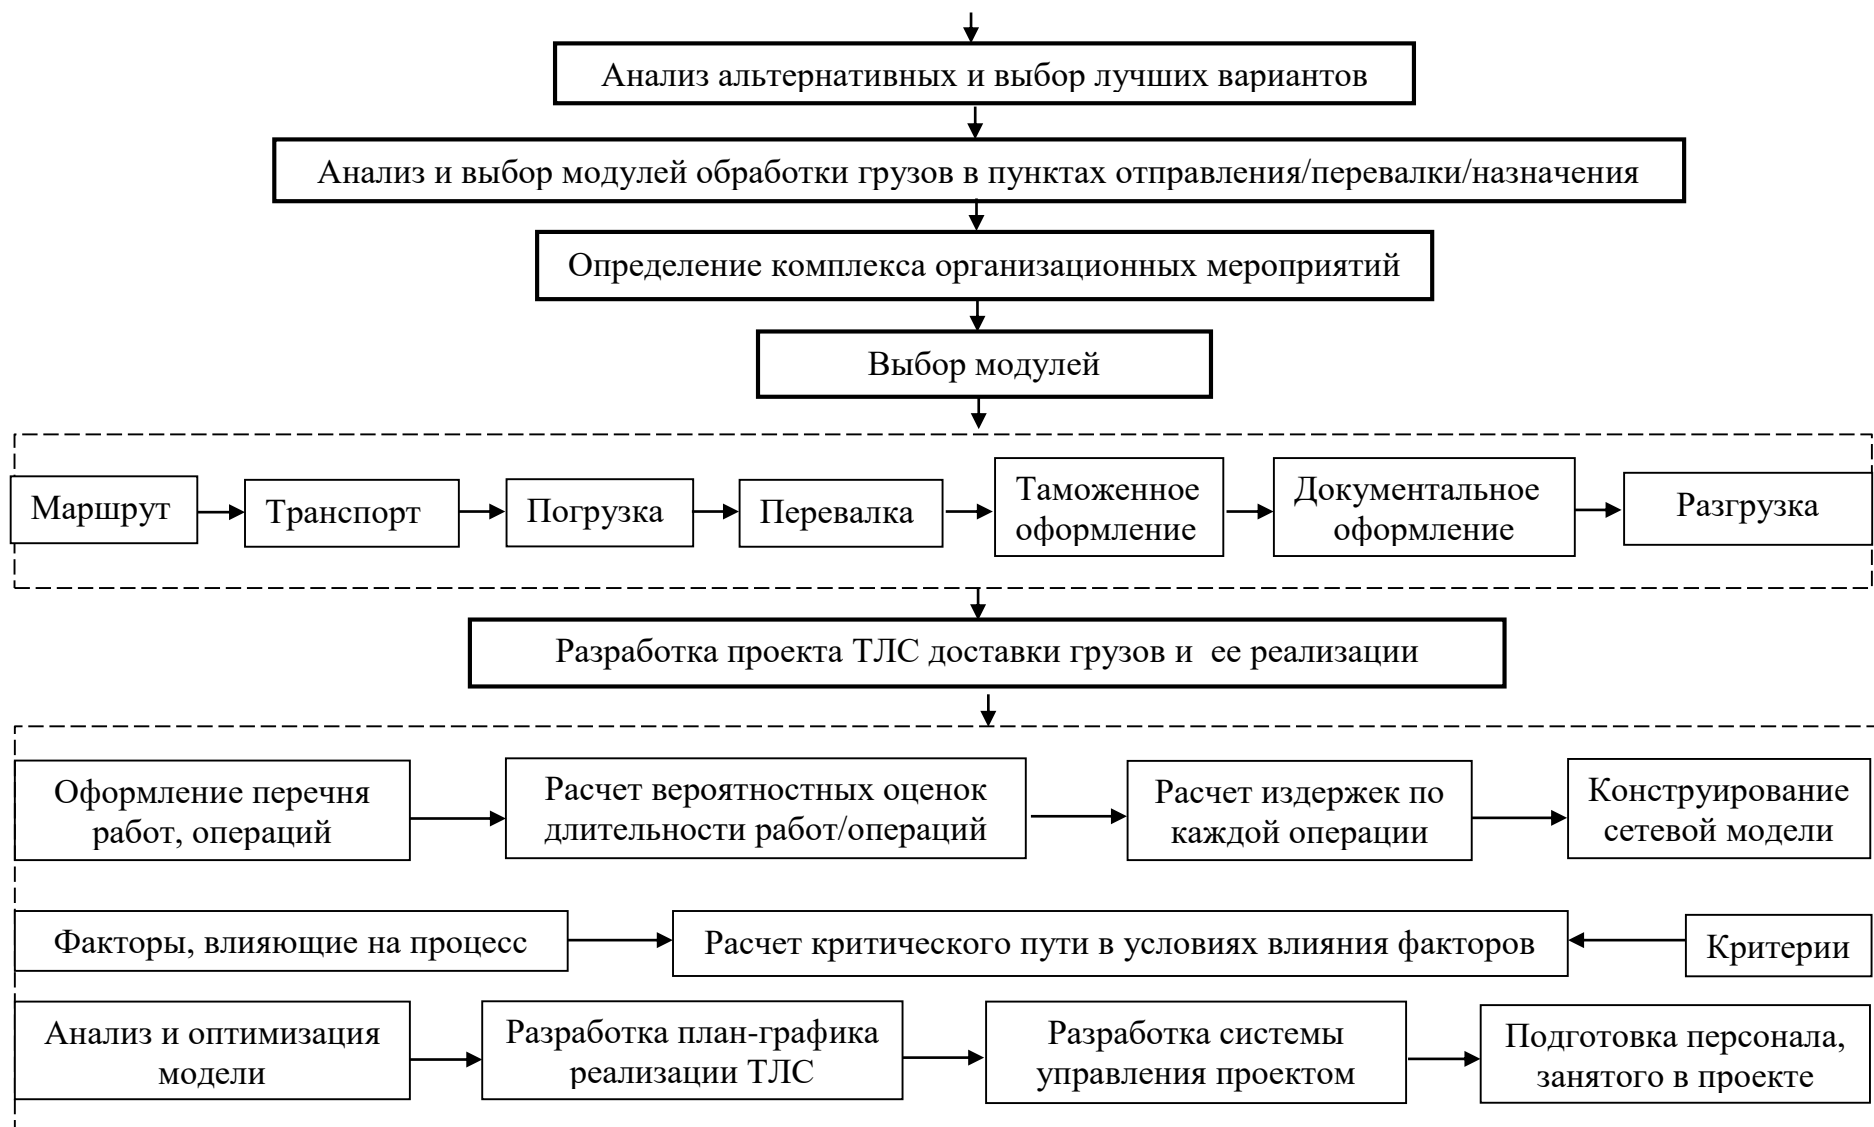 Анализ альтернативных и выбор лучших вариантов
Анализ и выбор модулей обработки грузов в пунктах отправления/перевалки/назначения
Определение комплекса организационных мероприятий
Выбор модулей
Маршрут
Транспорт
Погрузка
Перевалка
Таможенное
оформление
Документальное
оформление
Разгрузка
Разработка проекта ТЛС доставки грузов и ее реализации
Оформление перечня
работ, операций
Расчет вероятностных оценок
длительности работ/операций
Расчет издержек по
каждой операции
Конструирование
сетевой модели
Факторы, влияющие на процесс
Расчет критического пути в условиях влияния факторов
Критерии
Анализ и оптимизация
модели
Разработка план-графика
реализации ТЛС
Разработка системы
управления проектом
Подготовка персонала,
занятого в проекте